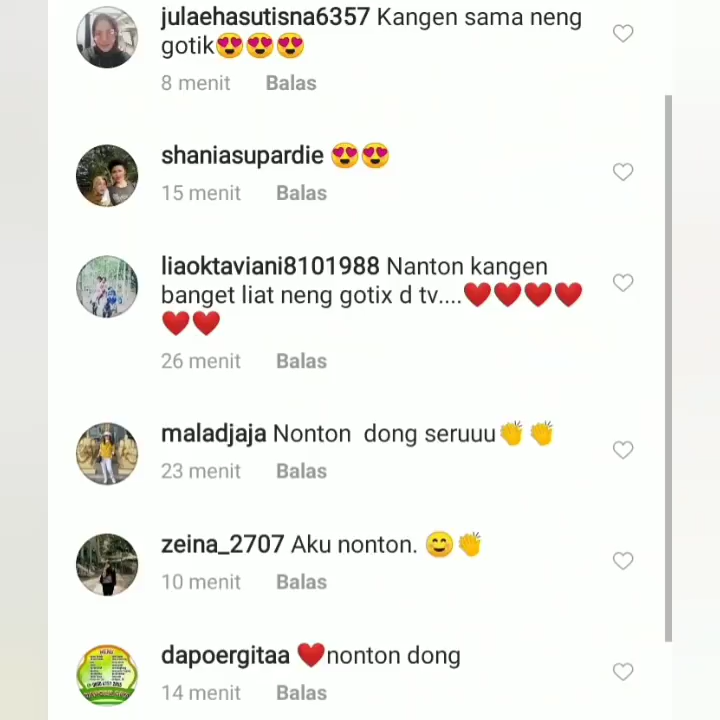 julaehasutisna6357 Kangen sama neng
gotik😍😍😍
8 menit Balas
shaniasupardie 😍😍
15 menit Balas
liaoktaviani8101988 Nanton kangen
banget liat neng gotix d tv....❤️❤️❤️❤️
❤️❤️
26 menit Balas
maladjaja Nonton  dong seruuu👏 👏
23 menit Balas
zeina_2707 Aku nonton. 😊👏
10 menit Balas
dapoergitaa ❤️nonton dong
14 menit Balas